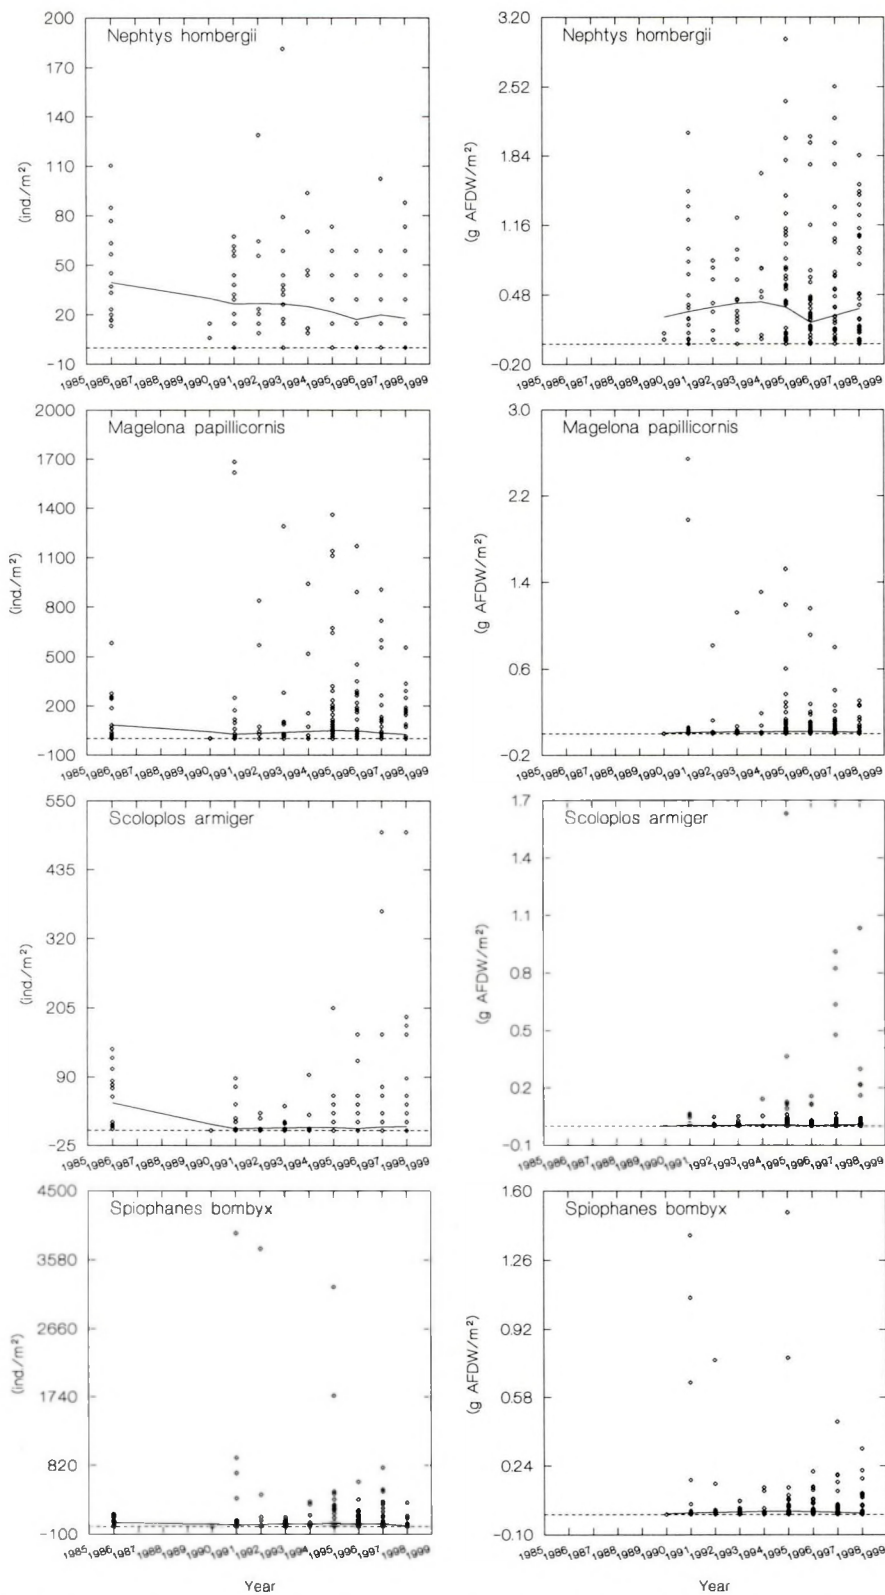 Nephtys hombergii
200
170
140
110
80
50
20
-10
(ind./m²)
1985 1986 1987 1988 1989 1990 1991 1992 1993 1994 1995 1996 1997 1998 1999
Nephtys hombergii
3.20
2.52
1.84
1.16
0.48
-0.20
(g AFDW/m²)
1985 1986 1987 1988 1989 1990 1991 1992 1993 1994 1995 1996 1997 1998 1999
Magelona papillicornis
2000
1700
1400
1100
800
500
200
-100
(ind./m²)
1985 1986 1987 1988 1989 1990 1991 1992 1993 1994 1995 1996 1997 1998 1999
Magelona papillicornis
3.0
2.2
1.4
0.6
-0.2
(g AFDW/m²)
1985 1986 1987 1988 1989 1990 1991 1992 1993 1994 1995 1996 1997 1998 1999
Scoloplos armiger
550
435
320
205
90
-25
(ind./m²)
1985 1986 1987 1988 1989 1990 1991 1992 1993 1994 1995 1996 1997 1998 1999
Scoloplos armiger
1.7
1.4
1.1
0.8
0.5
0.2
-0.1
(g AFDW/m²)
1985 1986 1987 1988 1989 1990 1991 1992 1993 1994 1995 1996 1997 1998 1999
Spiophanes bombyx
4500
3580
2660
1740
820
-100
(ind./m²)
1985 1986 1987 1988 1989 1990 1991 1992 1993 1994 1995 1996 1997 1998 1999
Year
Spiophanes bombyx
1.60
1.26
0.92
0.58
0.24
-0.10
(g AFDW/m²)
1985 1986 1987 1988 1989 1990 1991 1992 1993 1994 1995 1996 1997 1998 1999
Year